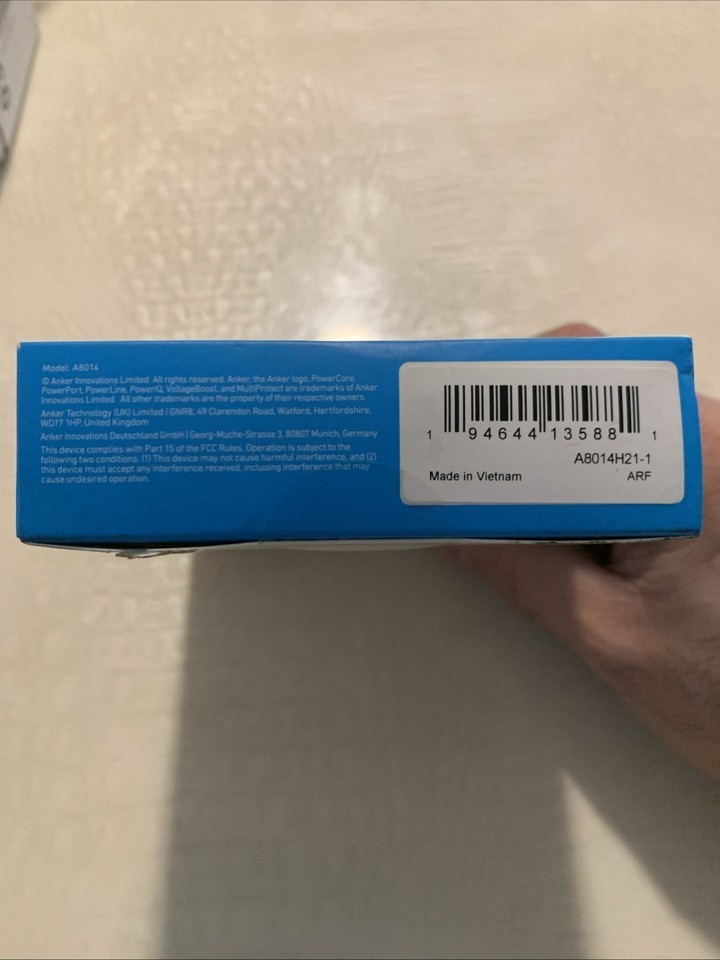 Model: A8014
© Anker Innovations Limited. All rights reserved. Anker, the Anker logo, PowerCore,
PowerPort, PowerLine, PowerIQ, VoltageBoost, and MultiProtect are trademarks of Anker
Innovations Limited. All other trademarks are the property of their respective owners.
Anker Technology (UK) Limited | GNR8, 49 Clarendon Road, Watford, Hertfordshire,
WD17 1HP, United Kingdom
Anker Innovations Deutschland GmbH | Georg-Muche-Strasse 3, 80807 Munich, Germany
This device complies with Part 15 of the FCC Rules. Operation is subject to the
following two conditions: (1) This device may not cause harmful interference, and (2)
this device must accept any interference received, including interference that may
cause undesired operation.
1 94644 13588 1
A8014H21-1
Made in Vietnam ARF